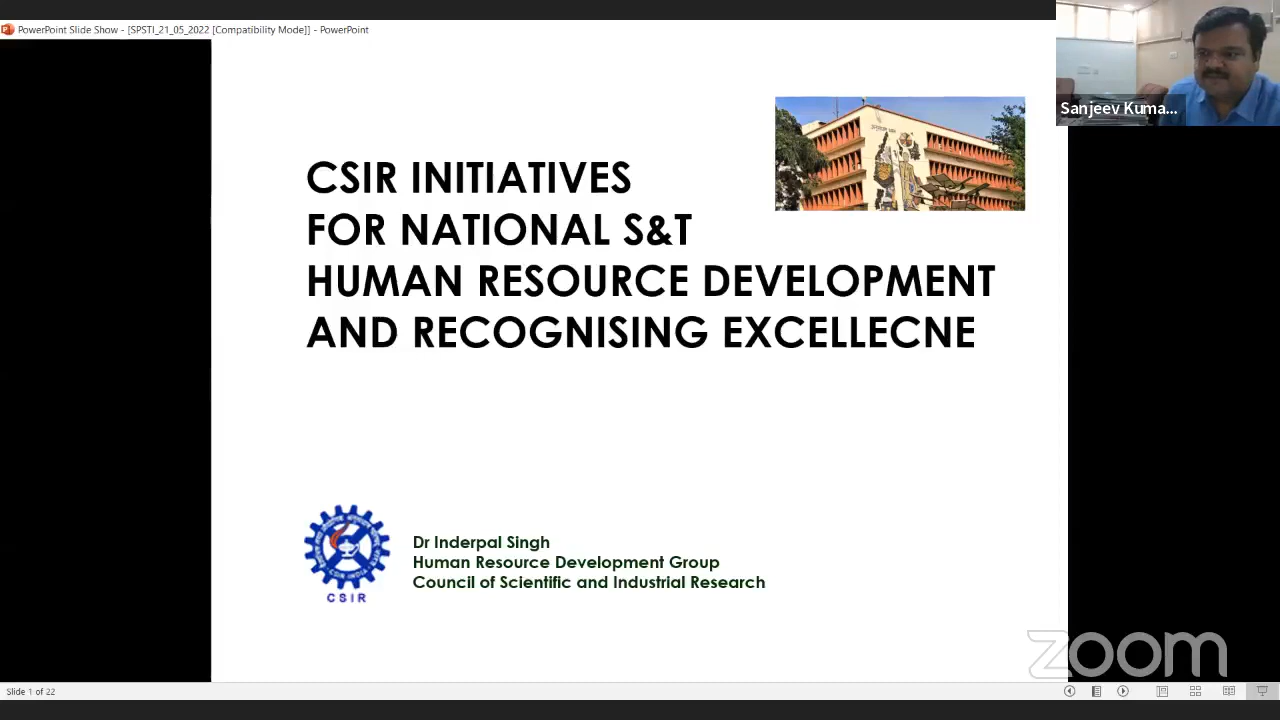 PowerPoint Slide Show - [SPSTI_21_05_2022 [Compatibility Mode]] - PowerPoint
Sanjeev Kuma...
CSIR INITIATIVES
FOR NATIONAL S&T
HUMAN RESOURCE DEVELOPMENT
AND RECOGNISING EXCELLECNE
Dr Inderpal Singh
Human Resource Development Group
Council of Scientific and Industrial Research
CSIR
zoom
Slide 1 of 22